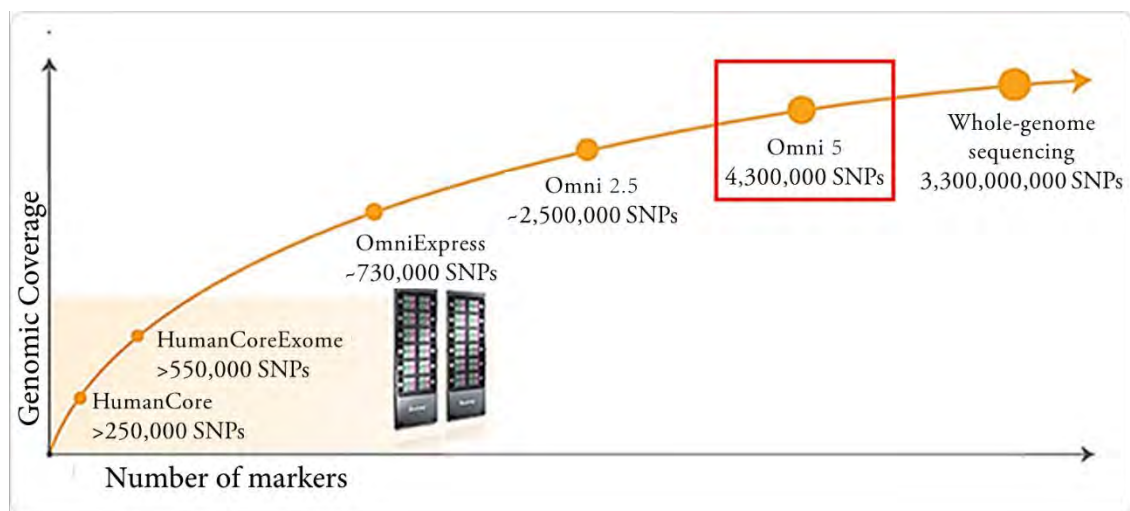 Whole-genome
sequencing
3,300,000,000 SNPs
Omni 5
4,300,000 SNPs
Omni 2.5
~2,500,000 SNPs
OmniExpress
~730,000 SNPs
HumanCoreExome
>550,000 SNPs
HumanCore
>250,000 SNPs
Genomic Coverage
Number of markers